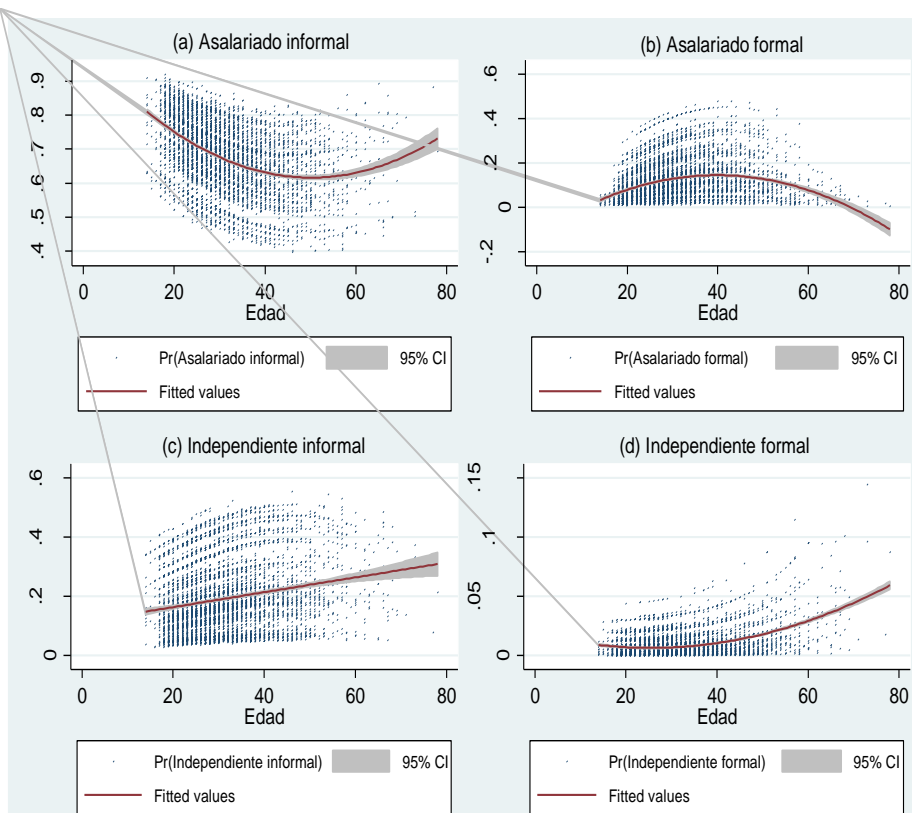 (a) Asalariado informal
.9
.8
.7
.6
.5
.4
0 20 40 60 80
Edad
Pr(Asalariado informal) 95% CI
Fitted values
(b) Asalariado formal
.6
.4
.2
0
-.2
0 20 40 60 80
Edad
Pr(Asalariado formal) 95% CI
Fitted values
(c) Independiente informal
.6
.4
.2
0
0 20 40 60 80
Edad
Pr(Independiente informal) 95% CI
Fitted values
(d) Independiente formal
.15
.1
.05
0
0 20 40 60 80
Edad
Pr(Independiente formal) 95% CI
Fitted values